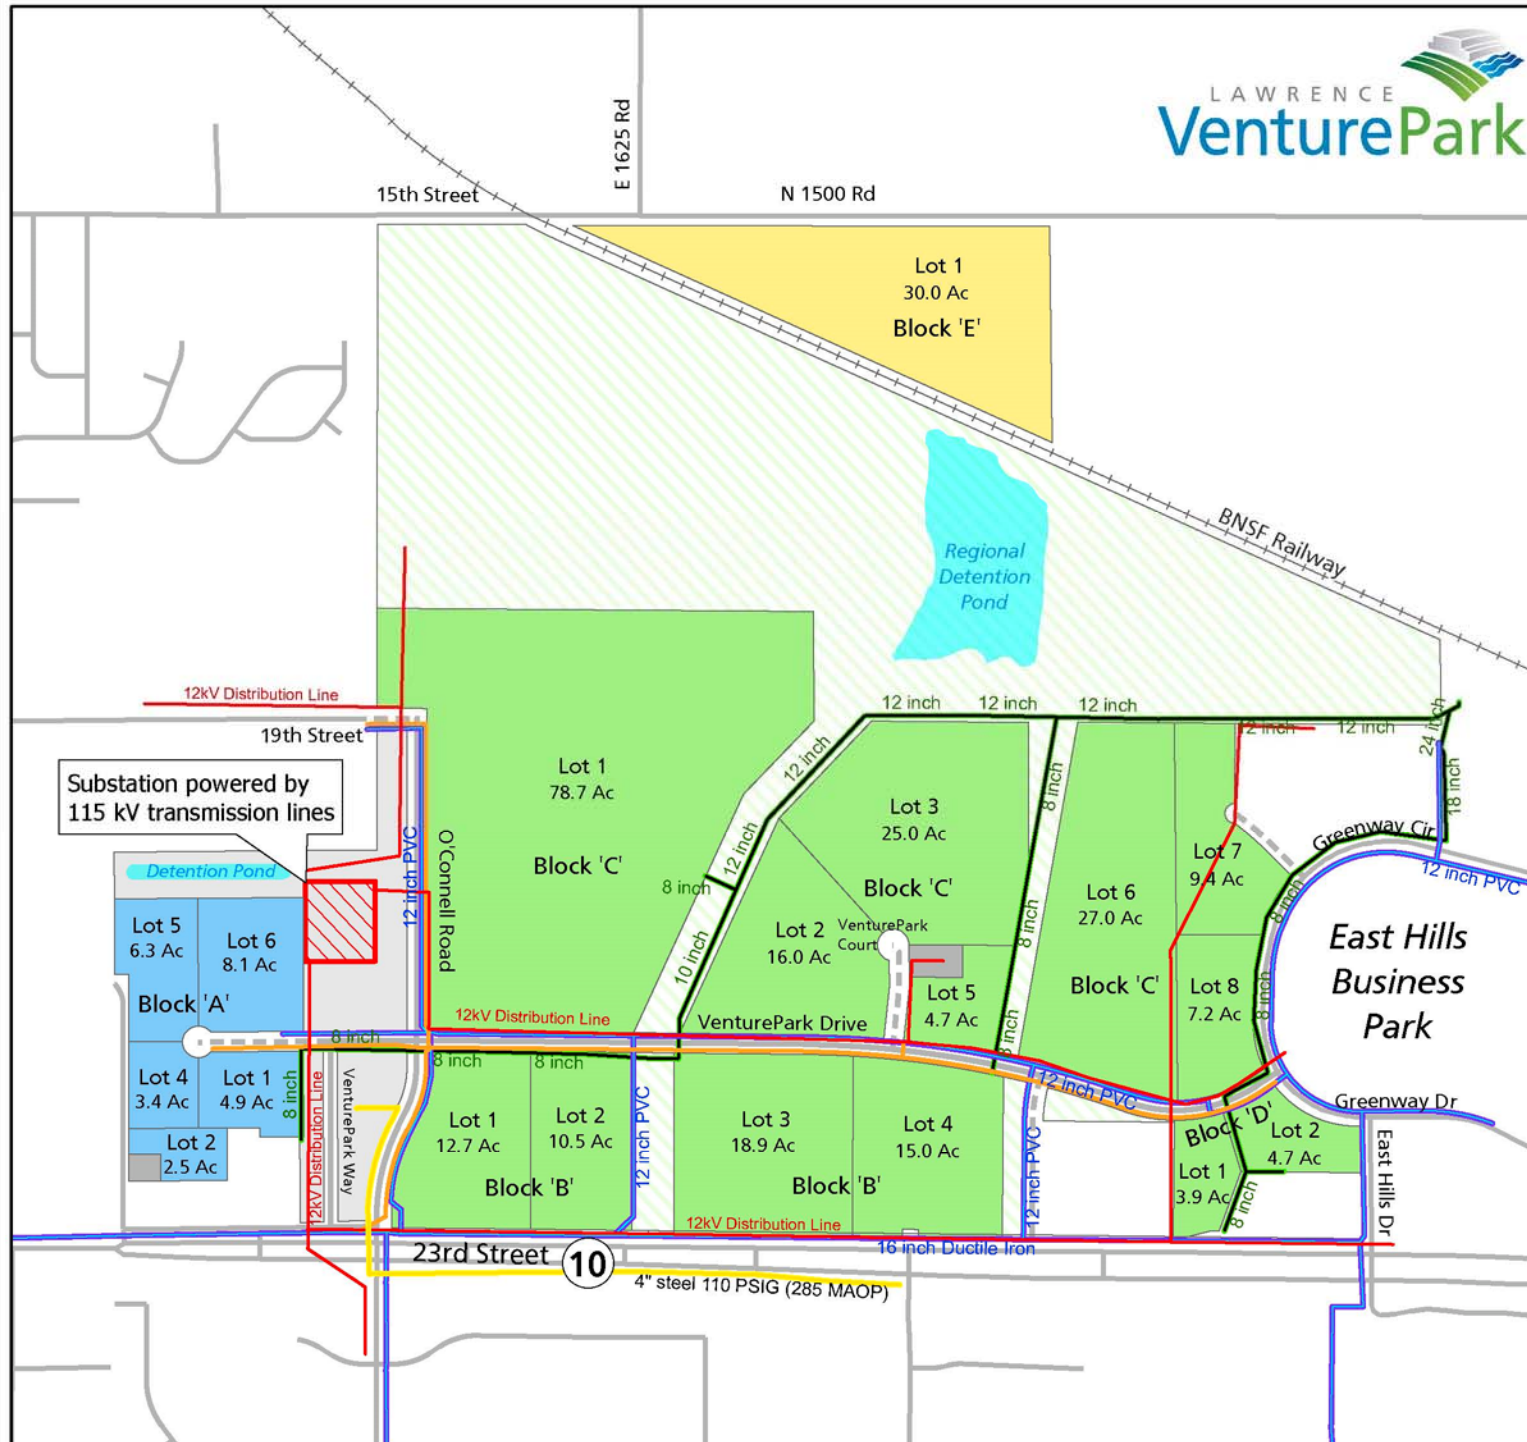 LAWRENCE
VenturePark
E 1625 Rd
15th Street
N 1500 Rd
Lot 1
30.0 Ac
Block 'E'
BNSF Railway
Regional
Detention
Pond
12kV Distribution Line
19th Street
Substation powered by
115 kV transmission lines
12 inch
12 inch
12 inch
12 inch
12 inch
24 inch
18 inch
12 inch
12 inch
8 inch
10 inch
8 inch
8 inch
8 inch
Lot 1
78.7 Ac
Block 'C'
O'Connell Road
12 inch PVC
Lot 3
25.0 Ac
Block 'C'
Lot 2
16.0 Ac
VenturePark
Court
Lot 5
4.7 Ac
Lot 6
27.0 Ac
Block 'C'
Lot 7
9.4 Ac
Lot 8
7.2 Ac
8 inch
8 inch
Greenway Cir
12 inch PVC
East Hills
Business
Park
Detention Pond
Lot 5
6.3 Ac
Lot 6
8.1 Ac
Block 'A'
Lot 4
3.4 Ac
Lot 1
4.9 Ac
Lot 2
2.5 Ac
8 inch
8 inch
8 inch
8 inch
12kV Distribution Line
VenturePark Drive
12kV Distribution Line
VenturePark Way
Lot 1
12.7 Ac
Lot 2
10.5 Ac
Block 'B'
12 inch PVC
Lot 3
18.9 Ac
Lot 4
15.0 Ac
Block 'B'
12 inch PVC
12 inch PVC
Block 'D'
Lot 1
3.9 Ac
Lot 2
4.7 Ac
8 inch
Greenway Dr
East Hills Dr
12kV Distribution Line
16 inch Ductile Iron
23rd Street
10
4" steel 110 PSIG (285 MAOP)